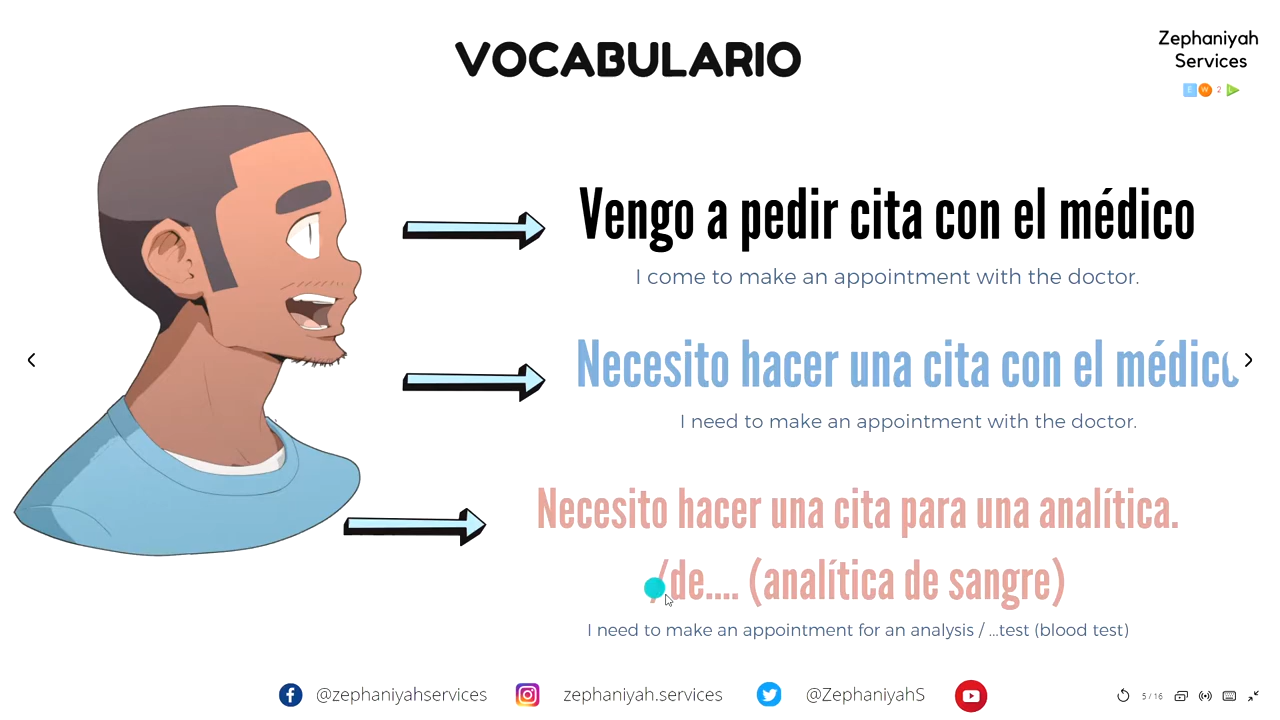 VOCABULARIO
Zephaniyah
Services
E W 2 L
Vengo a pedir cita con el médico
I come to make an appointment with the doctor.
Necesito hacer una cita con el médico
I need to make an appointment with the doctor.
Necesito hacer una cita para una analítica.
/de.... (analítica de sangre)
I need to make an appointment for an analysis / ...test (blood test)
@zephaniyahservices
zephaniyah.services
@ZephaniyahS
5 / 16